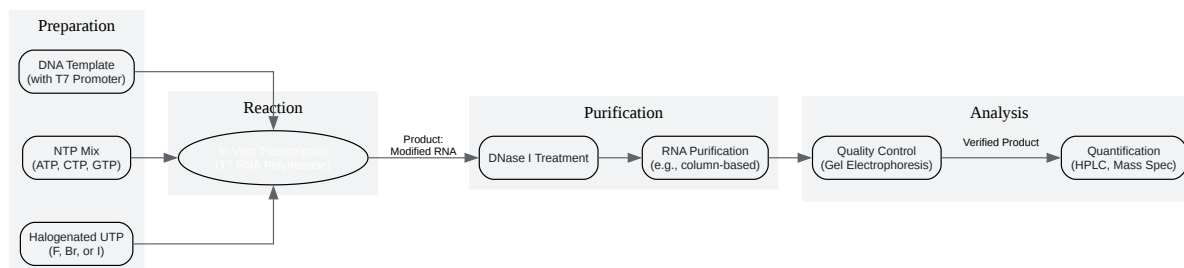 Preparation
DNA Template
(with T7 Promoter)
NTP Mix
(ATP, CTP, GTP)
Halogenated UTP
(F, Br, or I)
Reaction
In Vitro Transcription
(T7 RNA Polymerase)
Product:
Modified RNA
Purification
DNase I Treatment
RNA Purification
(e.g., column-based)
Analysis
Quality Control
(Gel Electrophoresis)
Verified Product
Quantification
(HPLC, Mass Spec)